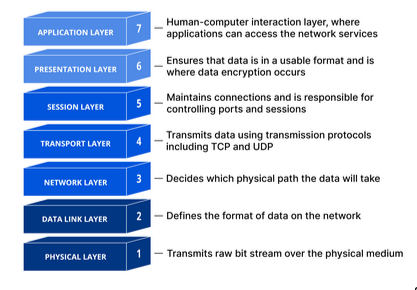 APPLICATION LAYER 7 — Human-computer interaction layer, where
applications can access the network services
PRESENTATION LAYER 6 — Ensures that data is in a usable format and is
where data encryption occurs
SESSION LAYER 5 — Maintains connections and is responsible for
controlling ports and sessions
TRANSPORT LAYER 4 — Transmits data using transmission protocols
including TCP and UDP
NETWORK LAYER 3 — Decides which physical path the data will take
DATA LINK LAYER 2 — Defines the format of data on the network
PHYSICAL LAYER 1 — Transmits raw bit stream over the physical medium